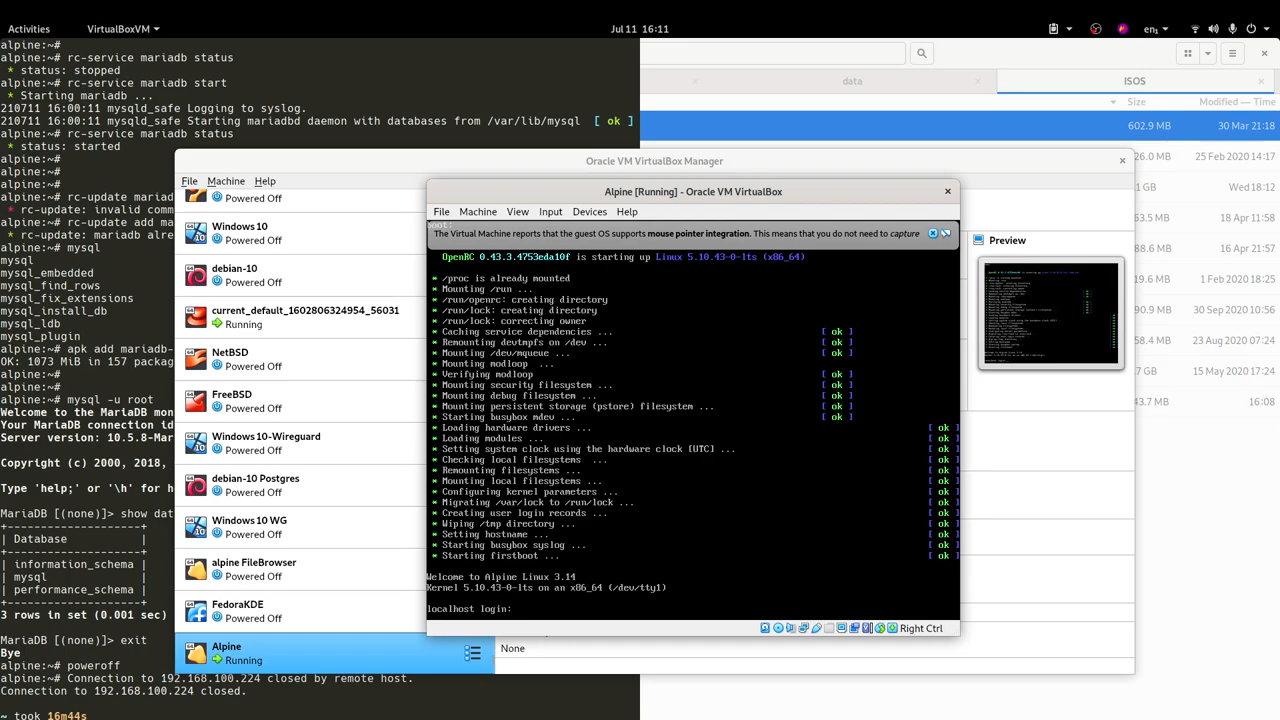 Activities
VirtualBoxVM
Jul 11 16:11
en₁
alpine:~#
alpine:~# rc-service mariadb status
* status: stopped
alpine:~# rc-service mariadb start
* Starting mariadb ...
210711 16:00:11 mysqld_safe Logging to syslog.
210711 16:00:11 mysqld_safe Starting mariadbd daemon with databases from /var/lib/mysql [ ok ]
alpine:~# rc-service mariadb status
* status: started
alpine:~#
alpine:~#
alpine:~#
alpine:~#
alpine:~# rc-update mariad
* rc-update: invalid comm
alpine:~# rc-update add mar
* rc-update: mariadb alre
alpine:~# mysql
mysql
mysql_embedded
mysql_find_rows
mysql_fix_extensions
mysql_install_db
mysql_ldb
mysql_plugin
alpine:~# apk add mariadb-
OK: 1073 MiB in 157 packag
alpine:~#
alpine:~#
alpine:~#
alpine:~# mysql -u root
Welcome to the MariaDB mon
Your MariaDB connection id
Server version: 10.5.8-Mar
Copyright (c) 2000, 2018,
Type 'help;' or '\h' for h
MariaDB [(none)]> show dat
+--------------------+
| Database           |
+--------------------+
| information_schema |
| mysql              |
| performance_schema |
+--------------------+
3 rows in set (0.001 sec)
MariaDB [(none)]> exit
Bye
alpine:~# poweroff
alpine:~# Connection to 192.168.100.224 closed by remote host.
Connection to 192.168.100.224 closed.
~ took 16m44s
data
ISOS
Size
Modified — Time
602.9 MB
30 Mar 21:18
26.0 MB
25 Feb 2020 14:17
.1 GB
Wed 18:12
63.5 MB
18 Apr 11:58
88.6 MB
16 Apr 21:57
19.6 MB
1 Feb 18:25
90.9 MB
30 Sep 10:56
23 Aug 07:24
.7 GB
15 May 17:24
43.7 MB
16:08
Oracle VM VirtualBox Manager
File
Machine
Help
Powered Off
Windows 10
Powered Off
debian-10
Powered Off
Running
NetBSD
Powered Off
FreeBSD
Powered Off
Windows 10-Wireguard
Powered Off
debian-10 Postgres
Powered Off
Windows 10 WG
Powered Off
alpine FileBrowser
Powered Off
FedoraKDE
Powered Off
Alpine
Running
None
Preview
Alpine [Running] - Oracle VM VirtualBox
File
Machine
View
Input
Devices
Help
The Virtual Machine reports that the guest OS supports mouse pointer integration. This means that you do not need to capture
OpenRC 0.43.3.4753eda10f is starting up Linux 5.10.43-0-lts (x86_64)
* /proc is already mounted
* Mounting /run ...
* /run/openrc: creating directory
* /run/lock: creating directory
* /run/lock: correcting owner
* Caching service dependencies ... [ ok ]
* Remounting devtmpfs on /dev ... [ ok ]
* Mounting /dev/mqueue ... [ ok ]
* Mounting modloop ...
* Verifying modloop [ ok ]
* Mounting security filesystem ... [ ok ]
* Mounting debug filesystem ... [ ok ]
* Mounting persistent storage (pstore) filesystem ... [ ok ]
* Starting busybox mdev ... [ ok ]
* Loading hardware drivers ... [ ok ]
* Loading modules ... [ ok ]
* Setting system clock using the hardware clock [UTC] ... [ ok ]
* Checking local filesystems ... [ ok ]
* Remounting filesystems ... [ ok ]
* Mounting local filesystems ... [ ok ]
* Configuring kernel parameters ... [ ok ]
* Migrating /var/lock to /run/lock ... [ ok ]
* Creating user login records ... [ ok ]
* Wiping /tmp directory ... [ ok ]
* Setting hostname ... [ ok ]
* Starting busybox syslog ... [ ok ]
* Starting firstboot ... [ ok ]
Welcome to Alpine Linux 3.14
Kernel 5.10.43-0-lts on an x86_64 (/dev/tty1)
localhost login:
Right Ctrl